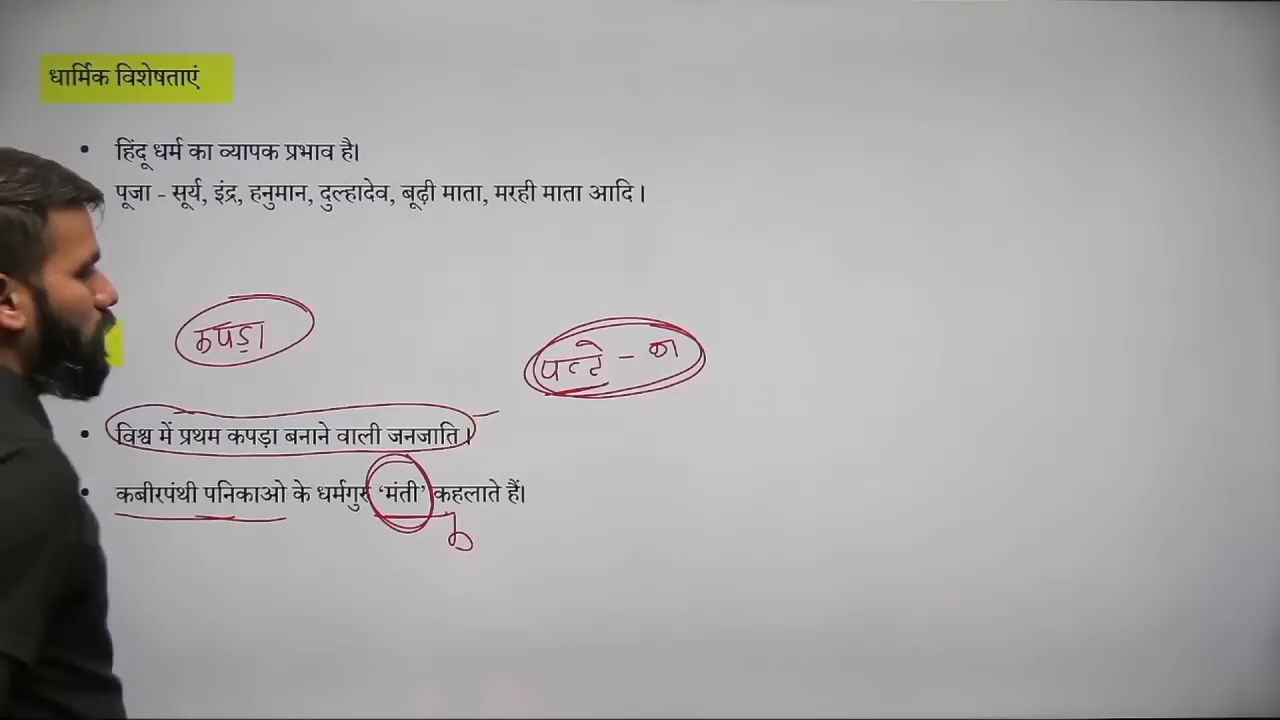 धार्मिक विशेषताएं
हिंदू धर्म का व्यापक प्रभाव है।
पूजा - सूर्य, इंद्र, हनुमान, दुल्हादेव, बूढ़ी माता, मरही माता आदि।
कपड़ा
पत्ते - का
विश्व में प्रथम कपड़ा बनाने वाली जनजाति।
कबीरपंथी पनिकाओ के धर्मगुरु ‘मंती’ कहलाते हैं।